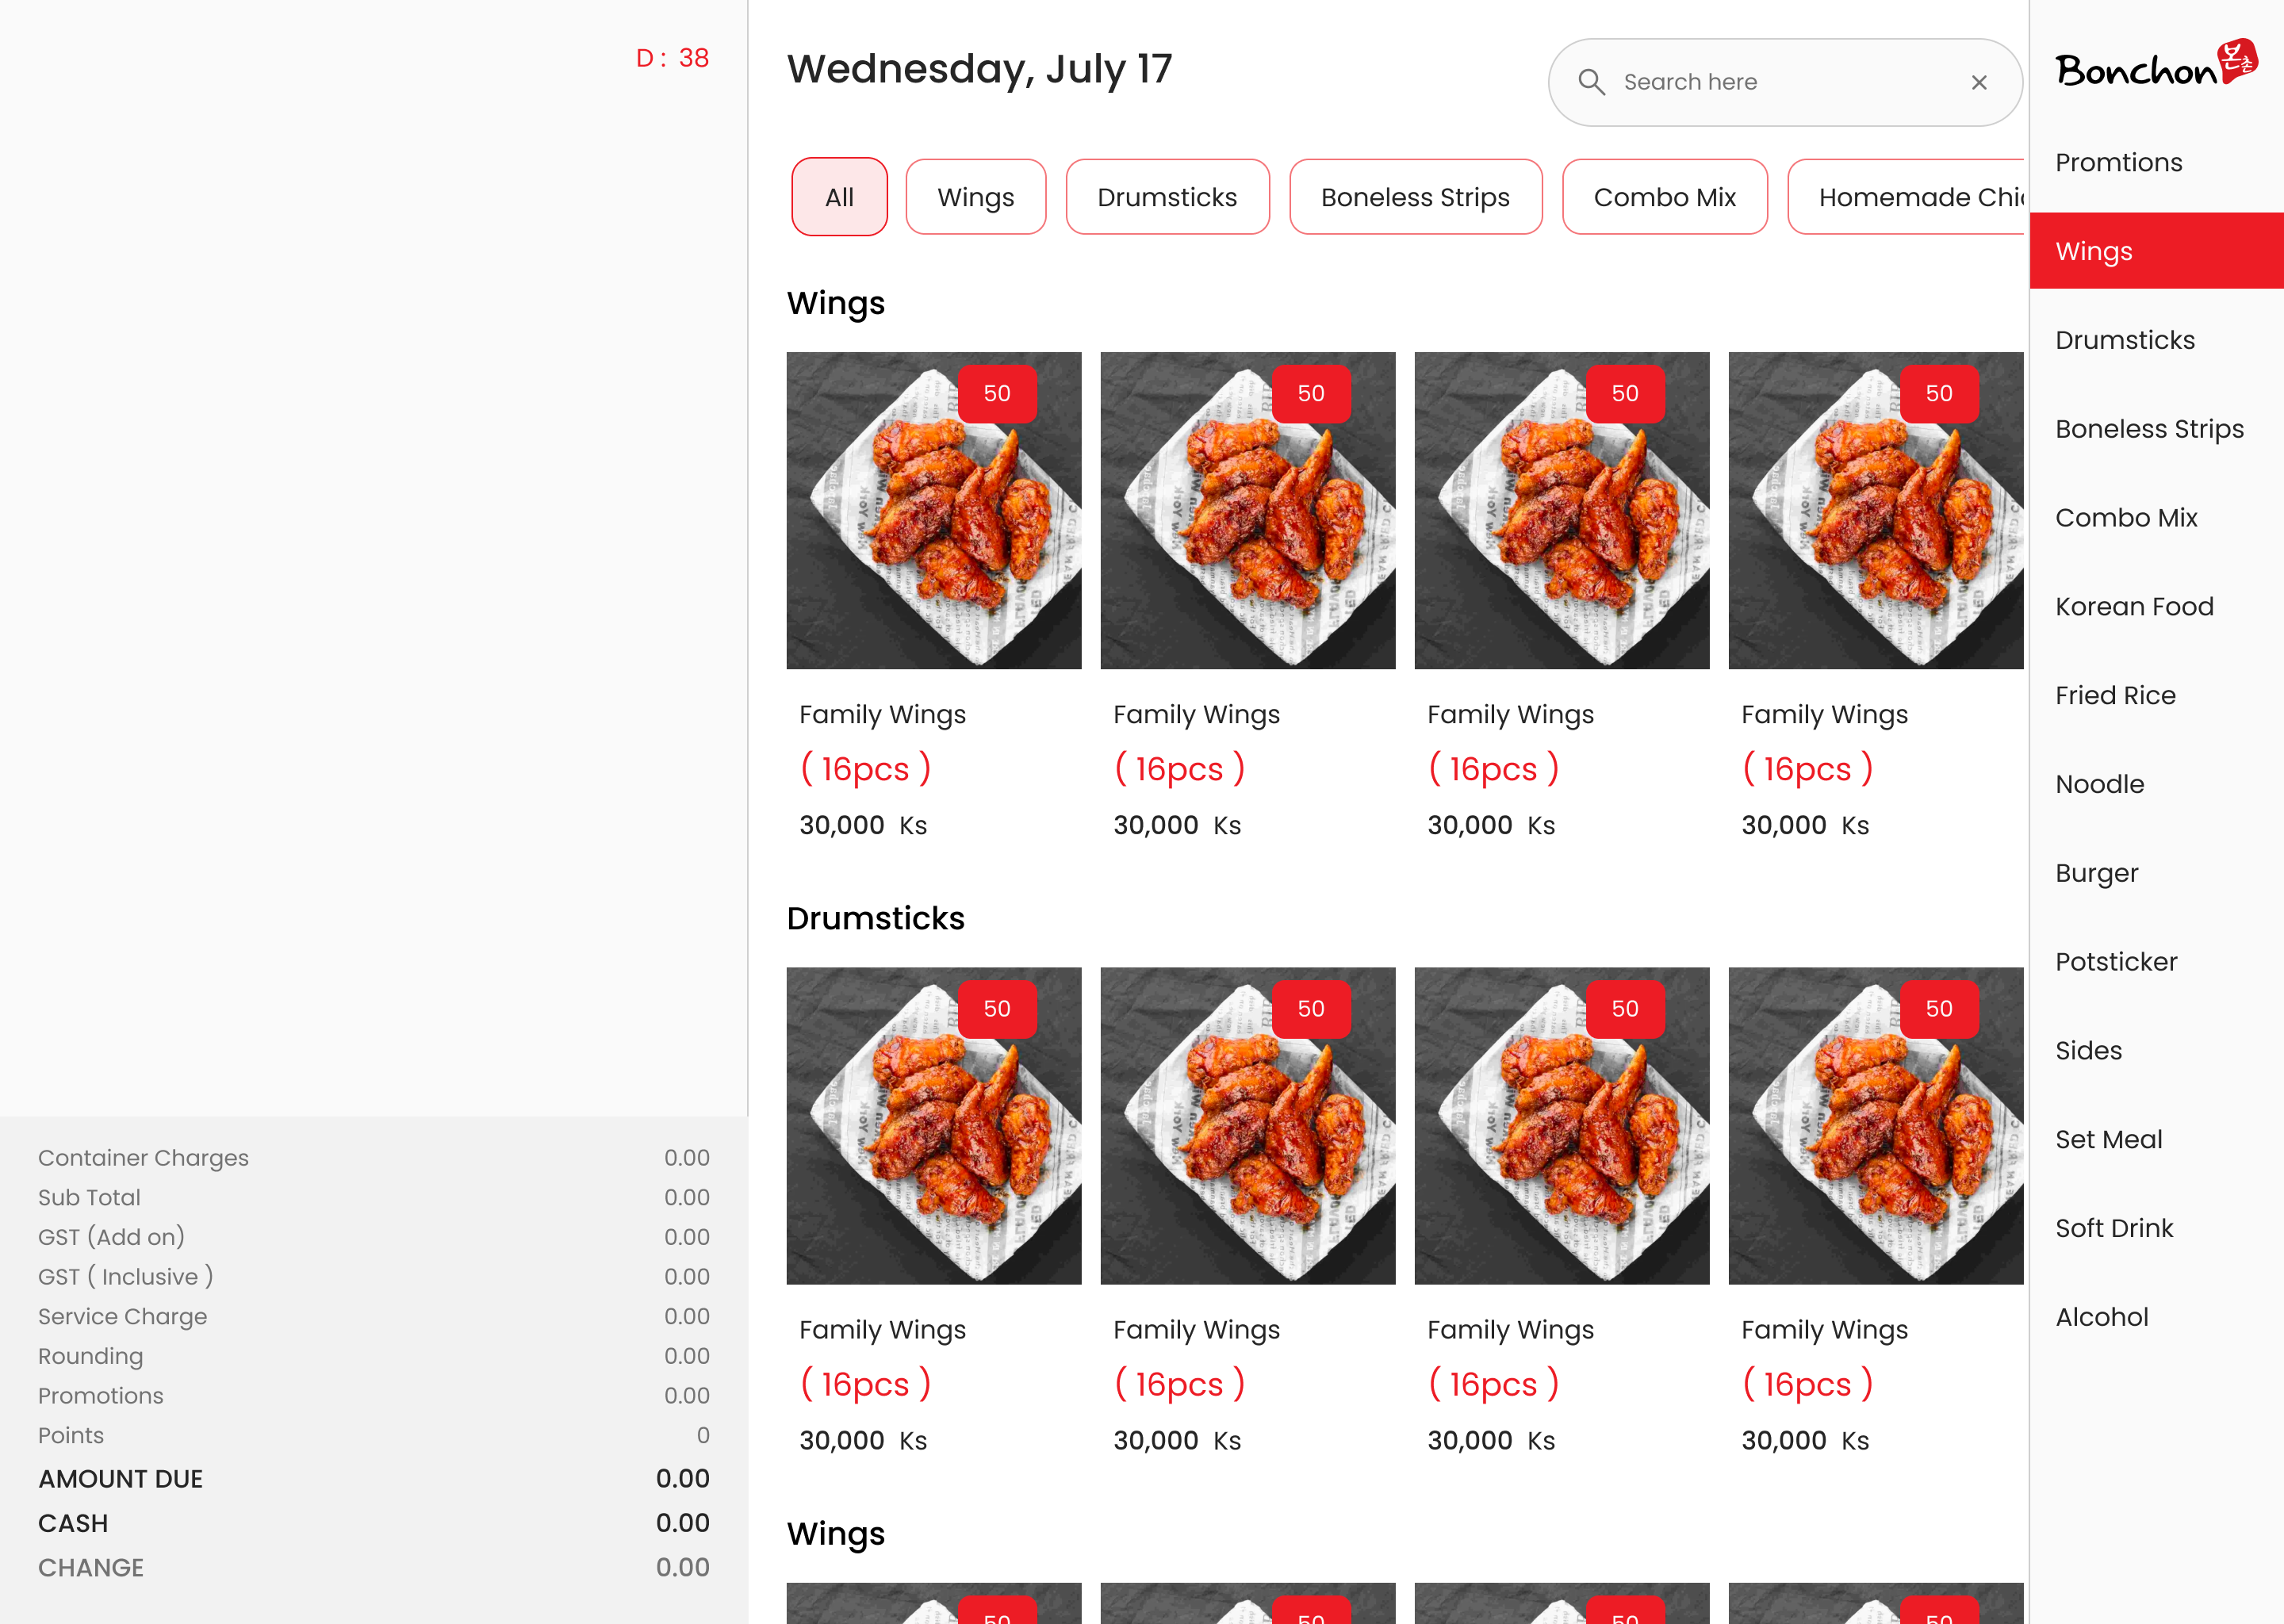 D : 38
Container Charges 0.00
Sub Total 0.00
GST (Add on) 0.00
GST ( Inclusive ) 0.00
Service Charge 0.00
Rounding 0.00
Promotions 0.00
Points 0
AMOUNT DUE 0.00
CASH 0.00
CHANGE 0.00
Wednesday, July 17
Search here
All Wings Drumsticks Boneless Strips Combo Mix Homemade Chi
Wings
50 50 50 50
Family Wings Family Wings Family Wings Family Wings
( 16pcs ) ( 16pcs ) ( 16pcs ) ( 16pcs )
30,000 Ks 30,000 Ks 30,000 Ks 30,000 Ks
Drumsticks
50 50 50 50
Family Wings Family Wings Family Wings Family Wings
( 16pcs ) ( 16pcs ) ( 16pcs ) ( 16pcs )
30,000 Ks 30,000 Ks 30,000 Ks 30,000 Ks
Wings
50 50 50 50
Bonchon 본촌
Promtions
Wings
Drumsticks
Boneless Strips
Combo Mix
Korean Food
Fried Rice
Noodle
Burger
Potsticker
Sides
Set Meal
Soft Drink
Alcohol